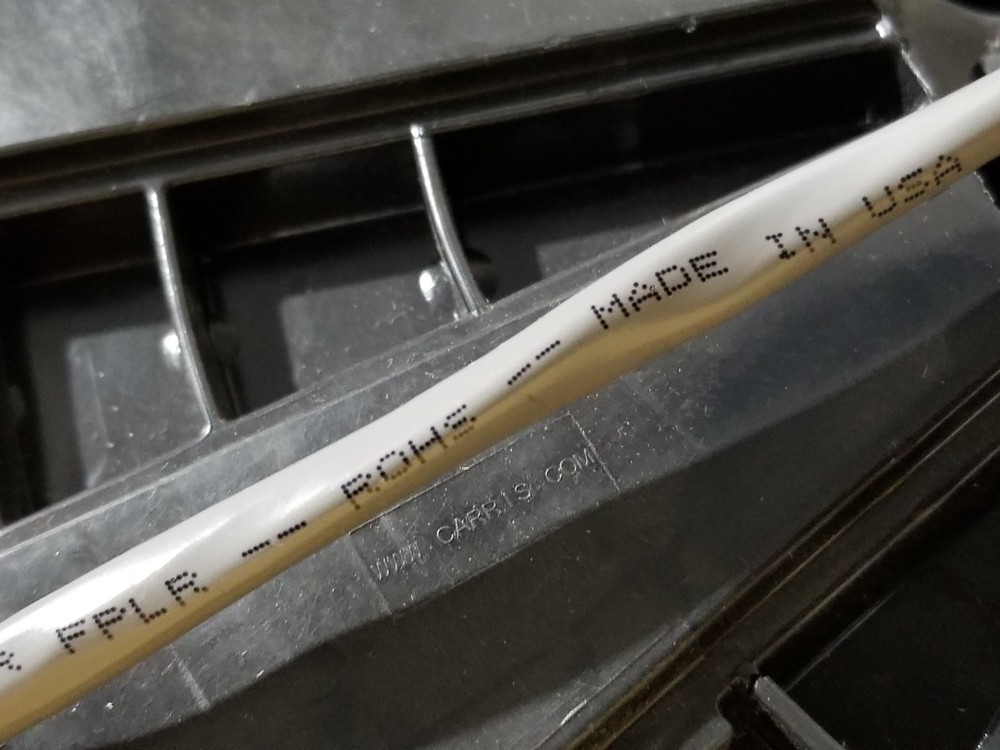 FPLR -- ROHS -- MADE IN USA
WWW.CARRIS.COM